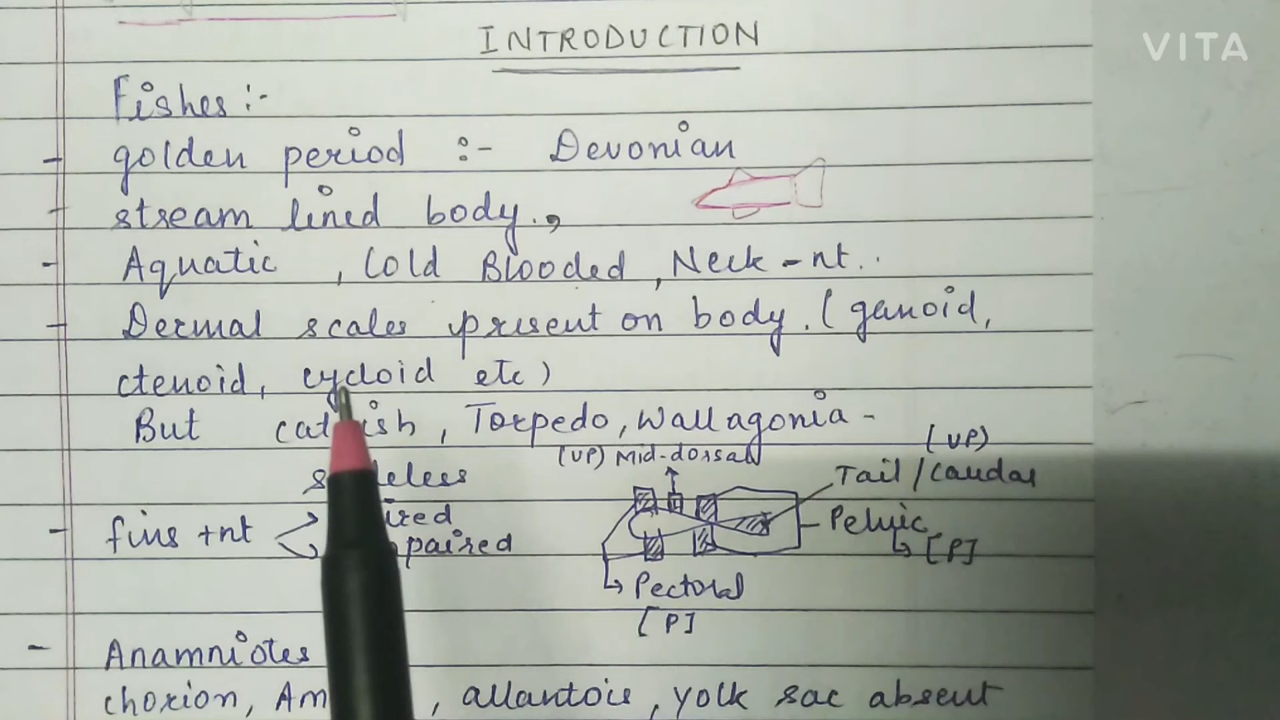 INTRODUCTION
VITA
Fishes :-
- golden period :- Devonian
- stream lined body.,
- Aquatic , Cold Blooded , Neck -nt..
- Dermal scales present on body. ( ganoid,
ctenoid, cycloid etc )
But , Torpedo, Wallagonia -
(UP) Mid-dorsal
(UP)
Tail / Caudal
- fins +nt
Pelvic
[P]
Pectoral
[P]
- Anamniotes
chorion, , allantois, yolk sac absent